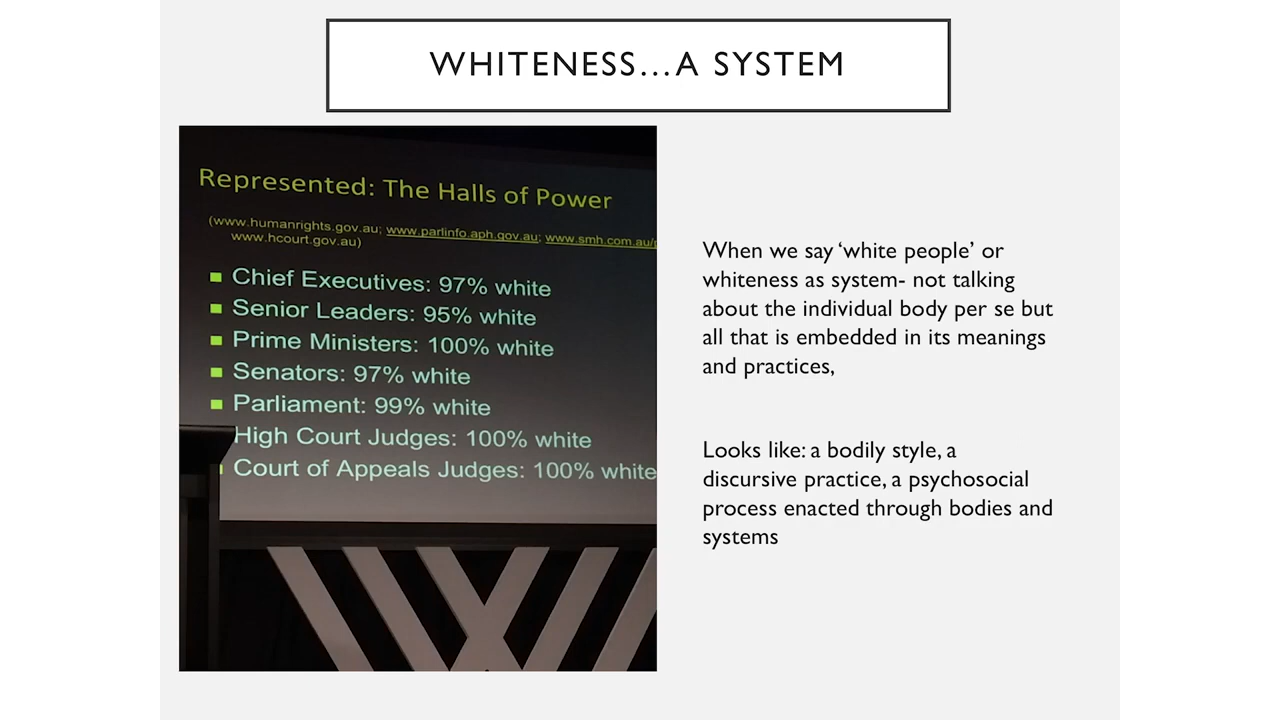 WHITENESS...A SYSTEM
Represented: The Halls of Power
(www.humanrights.gov.au; www.parlinfo.aph.gov.au; www.smh.com.au/
www.hcourt.gov.au)
Chief Executives: 97% white
Senior Leaders: 95% white
Prime Ministers: 100% white
Senators: 97% white
Parliament: 99% white
High Court Judges: 100% white
Court of Appeals Judges: 100% white
When we say ‘white people’ or
whiteness as system- not talking
about the individual body per se but
all that is embedded in its meanings
and practices,
Looks like: a bodily style, a
discursive practice, a psychosocial
process enacted through bodies and
systems